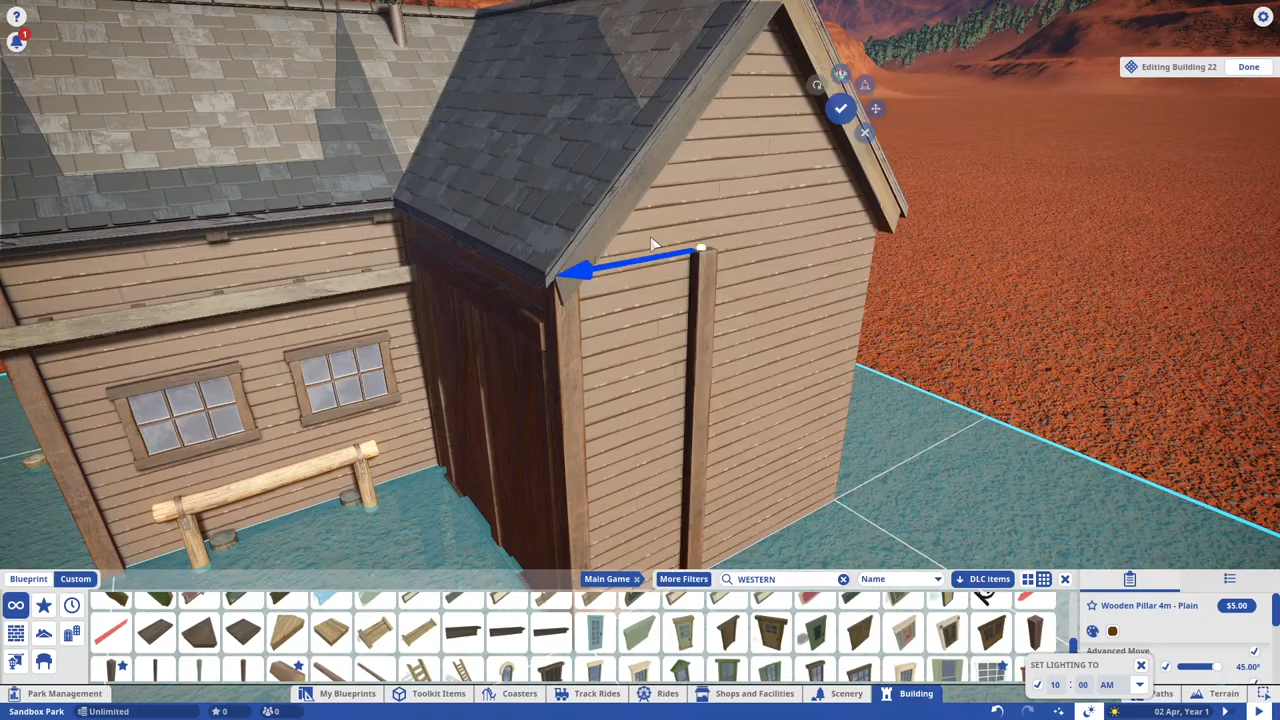 ?
1
Editing Building 22
Done
Blueprint
Custom
Main Game
More Filters
WESTERN
Name
DLC items
Wooden Pillar 4m - Plain
$5.00
Advanced Move
45.00°
SET LIGHTING TO
10 : 00 AM
Park Management
My Blueprints
Toolkit Items
Coasters
Track Rides
Rides
Shops and Facilities
Scenery
Building
Paths
Terrain
Sandbox Park
Unlimited
0
0
02 Apr, Year 1